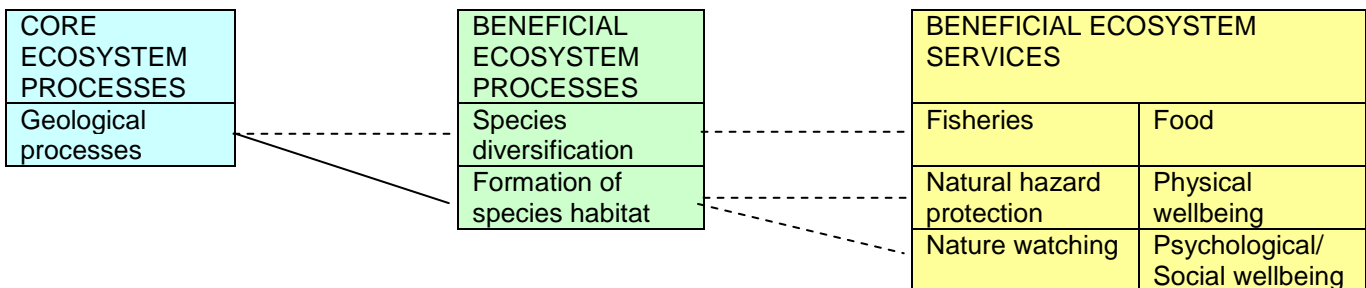 CORE
ECOSYSTEM
PROCESSES
Geological
processes
BENEFICIAL
ECOSYSTEM
PROCESSES
Species
diversification
Formation of
species habitat
BENEFICIAL ECOSYSTEM
SERVICES
Fisheries
Food
Natural hazard
protection
Physical
wellbeing
Nature watching
Psychological/
Social wellbeing